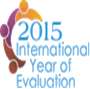 2015
International
Year of
Evaluation